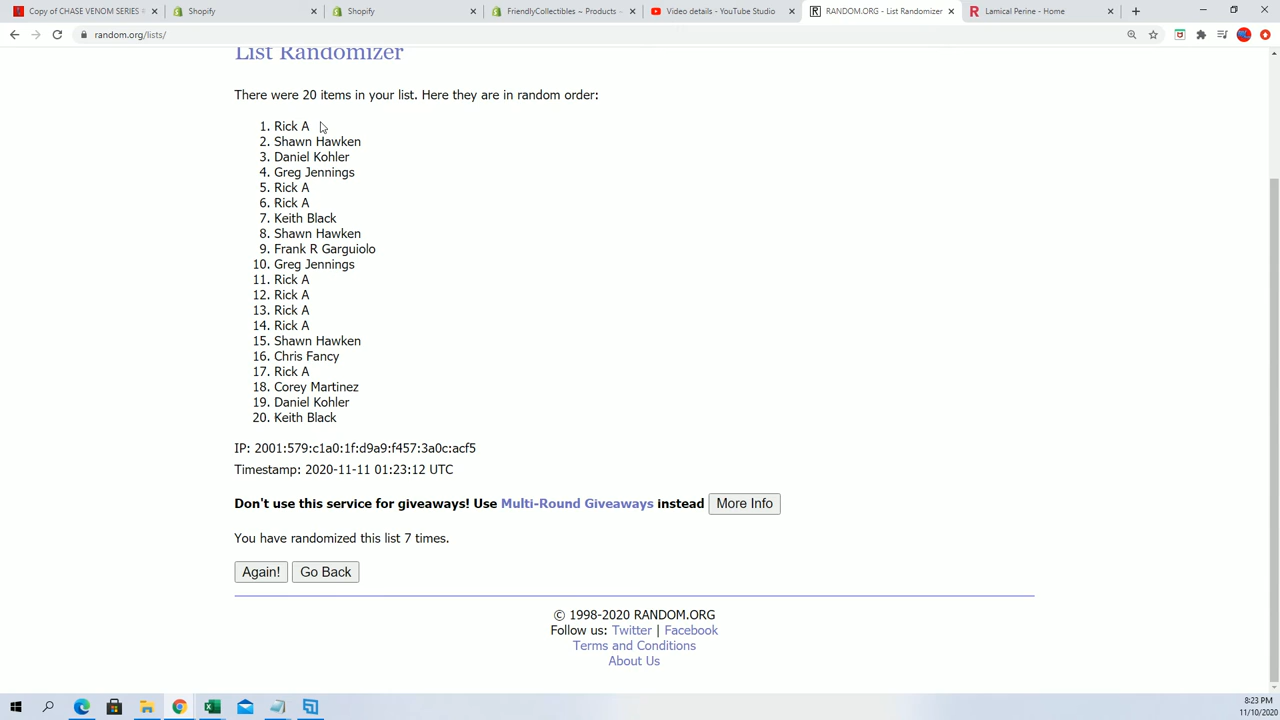 Copy of CHASE VENOM SERIES #
Shopify
Shopify
FriendlyCollectibles ~ Products ~
Video details - YouTube Studio
RANDOM.ORG - List Randomizer
Lamical Perine - Home
random.org/lists/
List Randomizer
There were 20 items in your list. Here they are in random order:
1. Rick A
2. Shawn Hawken
3. Daniel Kohler
4. Greg Jennings
5. Rick A
6. Rick A
7. Keith Black
8. Shawn Hawken
9. Frank R Garguiolo
10. Greg Jennings
11. Rick A
12. Rick A
13. Rick A
14. Rick A
15. Shawn Hawken
16. Chris Fancy
17. Rick A
18. Corey Martinez
19. Daniel Kohler
20. Keith Black
IP: 2001:579:c1a0:1f:d9a9:f457:3a0c:acf5
Timestamp: 2020-11-11 01:23:12 UTC
Don't use this service for giveaways! Use Multi-Round Giveaways instead More Info
You have randomized this list 7 times.
Again! Go Back
© 1998-2020 RANDOM.ORG
Follow us: Twitter | Facebook
Terms and Conditions
About Us
8:23 PM
11/10/2020